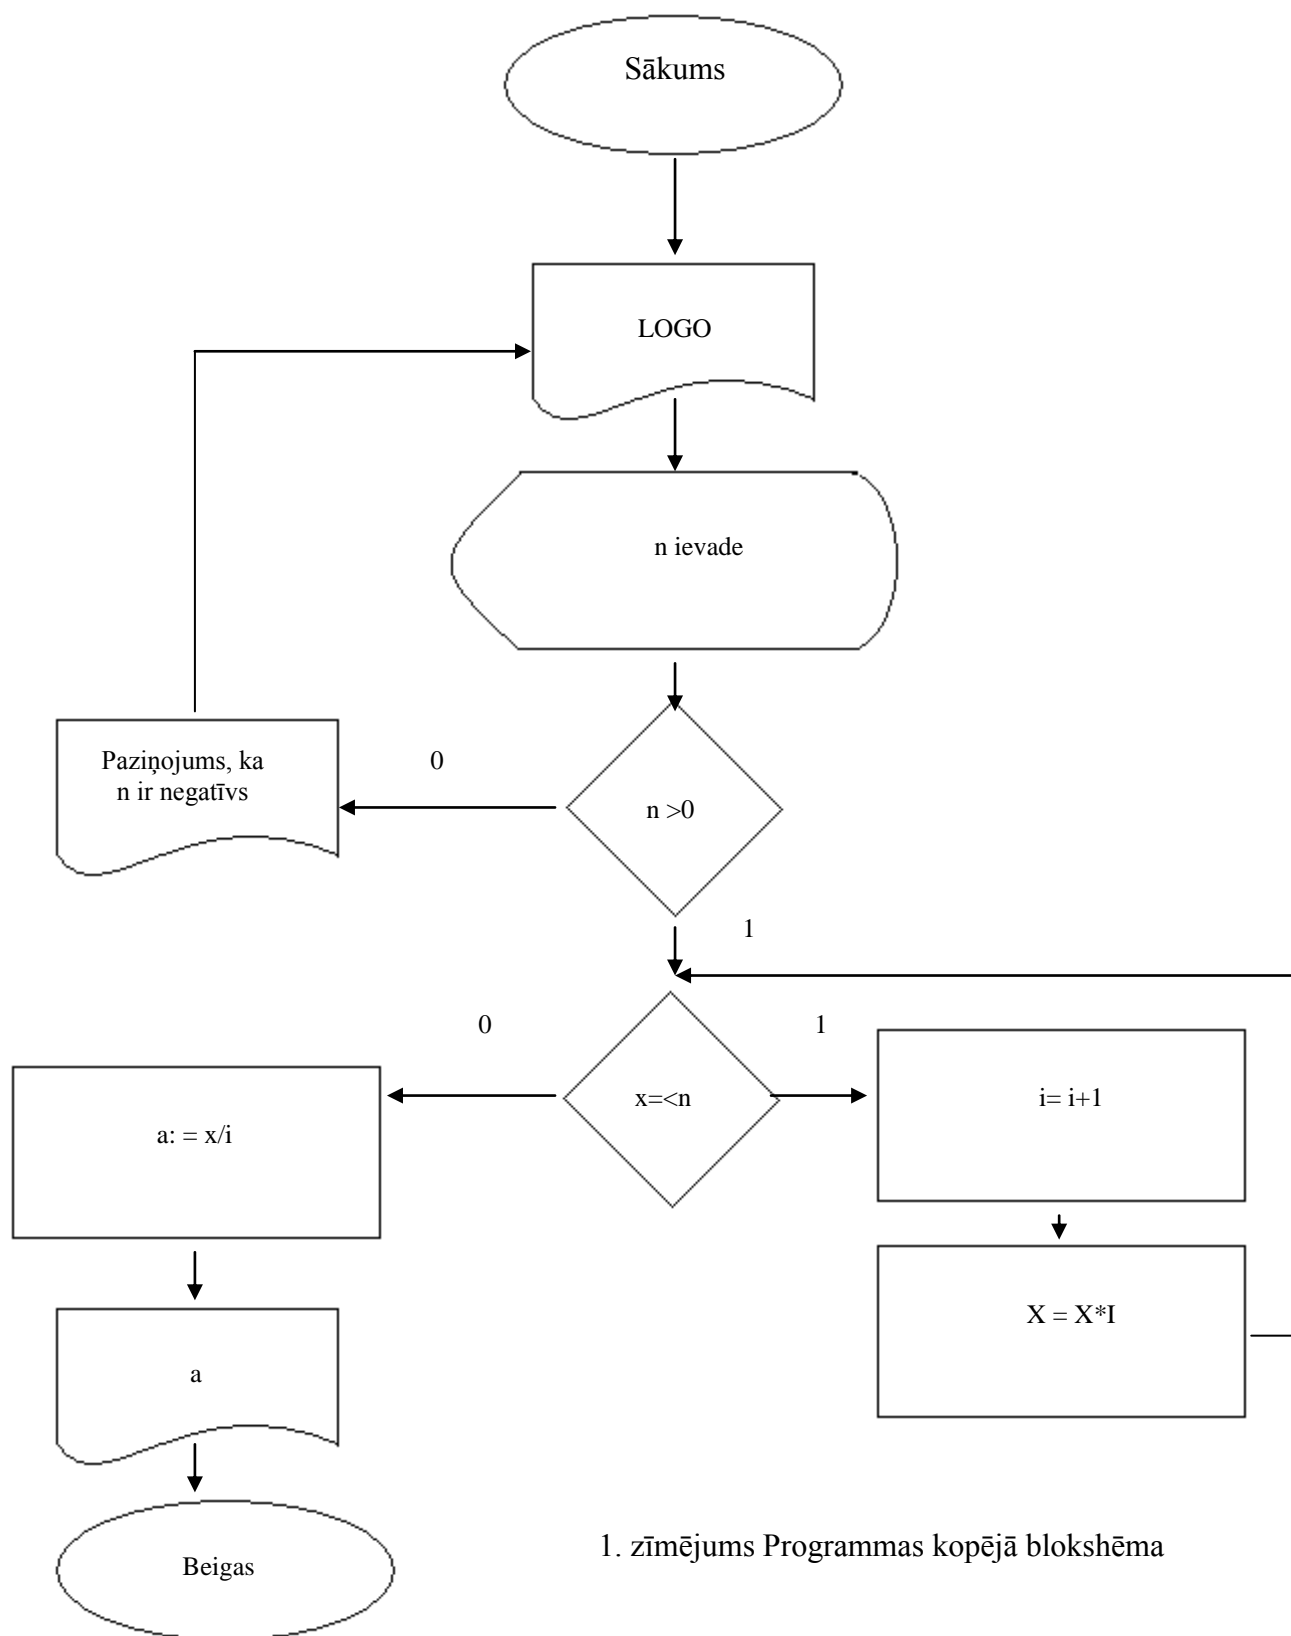 Sākums
LOGO
n ievade
Paziņojums, ka
n ir negatīvs
0
n >0
1
0
1
x=<n
i= i+1
a: = x/i
X = X*I
a
Beigas
1. zīmējums Programmas kopējā blokshēma